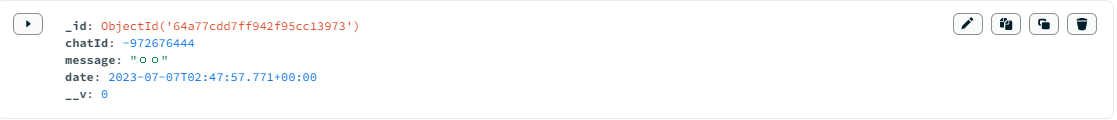 _id: ObjectId('64a77cdd7ff942f95cc13973')
chatId: -972676444
message: "ㅇㅇ"
date: 2023-07-07T02:47:57.771+00:00
__v: 0